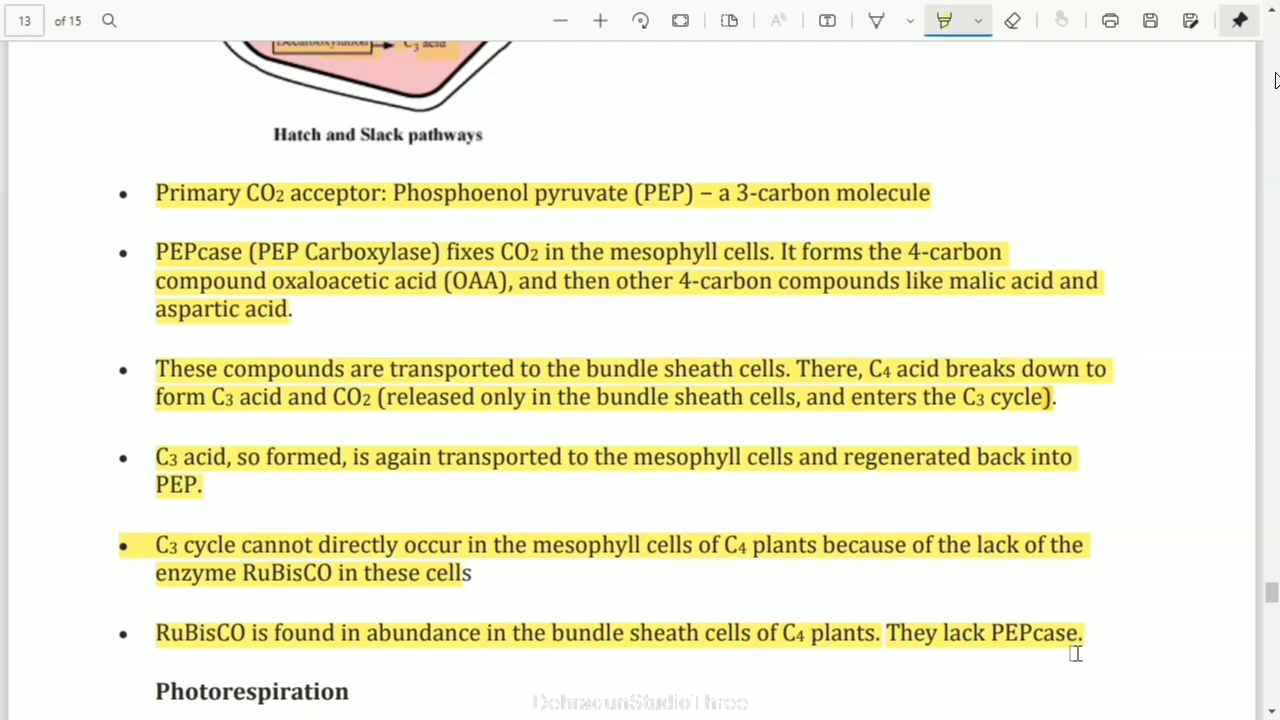 13 of 15
Decarboxylation C3 acid
Hatch and Slack pathways
• Primary CO2 acceptor: Phosphoenol pyruvate (PEP) – a 3-carbon molecule
• PEPcase (PEP Carboxylase) fixes CO2 in the mesophyll cells. It forms the 4-carbon
compound oxaloacetic acid (OAA), and then other 4-carbon compounds like malic acid and
aspartic acid.
• These compounds are transported to the bundle sheath cells. There, C4 acid breaks down to
form C3 acid and CO2 (released only in the bundle sheath cells, and enters the C3 cycle).
• C3 acid, so formed, is again transported to the mesophyll cells and regenerated back into
PEP.
• C3 cycle cannot directly occur in the mesophyll cells of C4 plants because of the lack of the
enzyme RuBisCO in these cells
• RuBisCO is found in abundance in the bundle sheath cells of C4 plants. They lack PEPcase.
Photorespiration
DehradunStudioThree